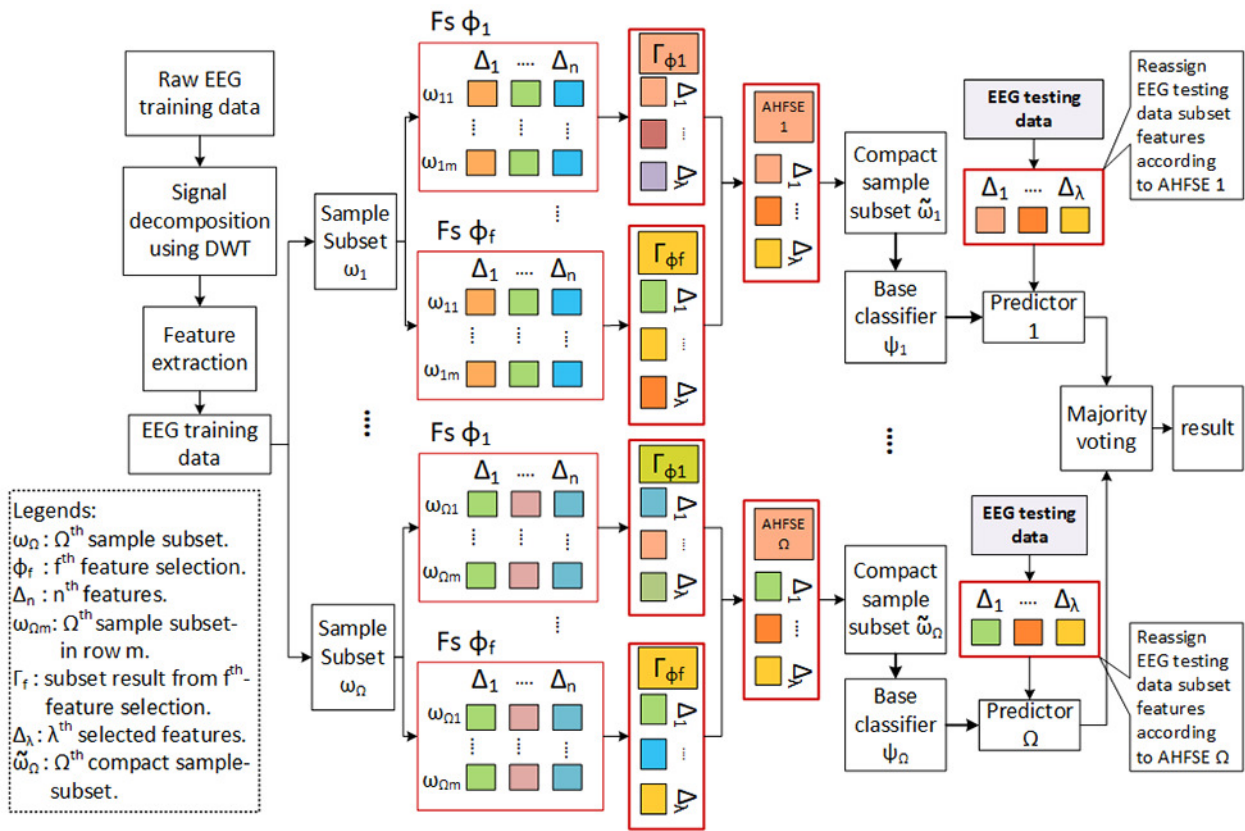 Raw EEG
training data
Signal
decomposition
using DWT
Feature
extraction
EEG training
data
Sample
Subset
ω₁
Fs ϕ₁
Δ₁ .... Δₙ
ω₁₁
ω₁ₘ
Γϕ1
Δ₁
....
Δλ
Fs ϕf
Δ₁ .... Δₙ
ω₁₁
ω₁ₘ
Γϕf
Δ₁
....
Δλ
AHFSE
1
Δ₁
....
Δλ
Compact
sample
subset ω̃₁
Base
classifier
ψ₁
EEG testing
data
Δ₁ .... Δλ
Predictor
1
Reassign
EEG testing
data subset
features
according
to AHFSE 1
Majority
voting
result
Sample
Subset
ωΩ
Fs ϕ₁
Δ₁ .... Δₙ
ωΩ1
ωΩm
Γϕ1
Δ₁
....
Δλ
Fs ϕf
Δ₁ .... Δₙ
ωΩ1
ωΩm
Γϕf
Δ₁
....
Δλ
AHFSE
Ω
Δ₁
....
Δλ
Compact
sample
subset ω̃Ω
Base
classifier
ψΩ
EEG testing
data
Δ₁ .... Δλ
Predictor
Ω
Reassign
EEG testing
data subset
features
according
to AHFSE Ω
Legends:
ωΩ : Ωᵗʰ sample subset.
ϕf : fᵗʰ feature selection.
Δₙ : nᵗʰ features.
ωΩm: Ωᵗʰ sample subset-
in row m.
Γf : subset result from fᵗʰ-
feature selection.
Δλ : λᵗʰ selected features.
ω̃Ω : Ωᵗʰ compact sample-
subset.